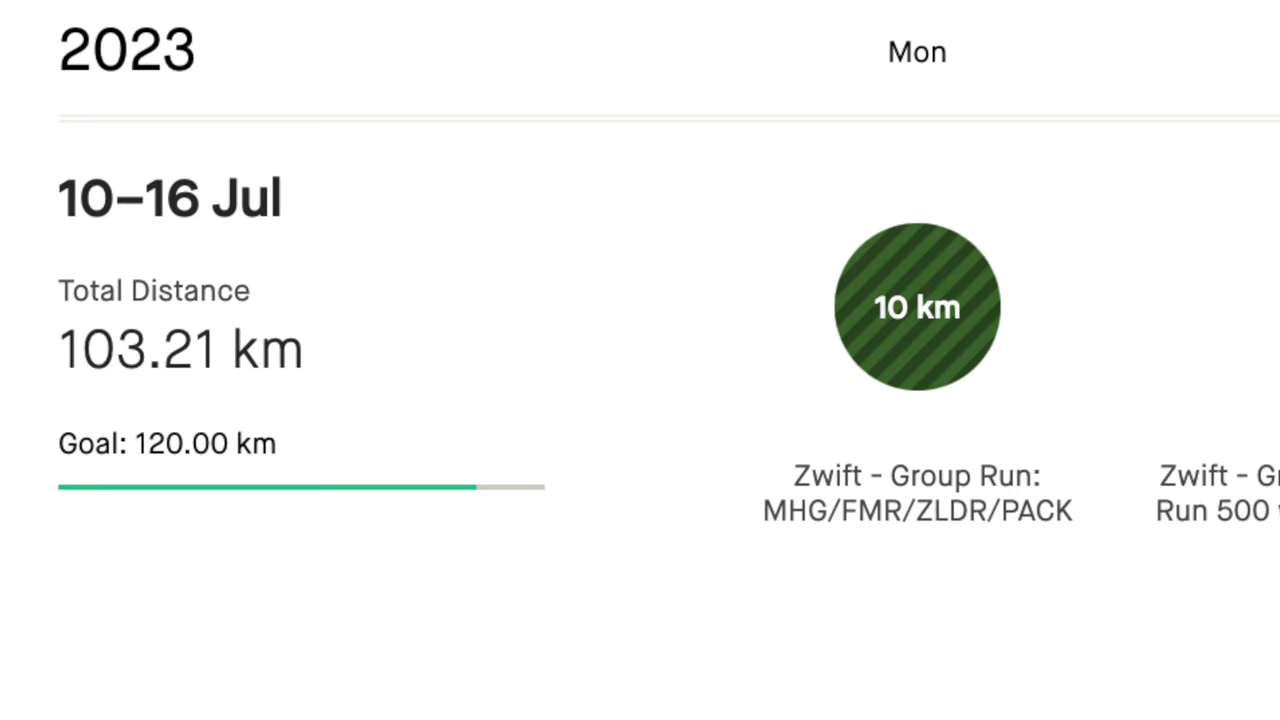 2023
Mon
10–16 Jul
Total Distance
103.21 km
Goal: 120.00 km
10 km
Zwift - Group Run:
MHG/FMR/ZLDR/PACK
Zwift -
Run 500